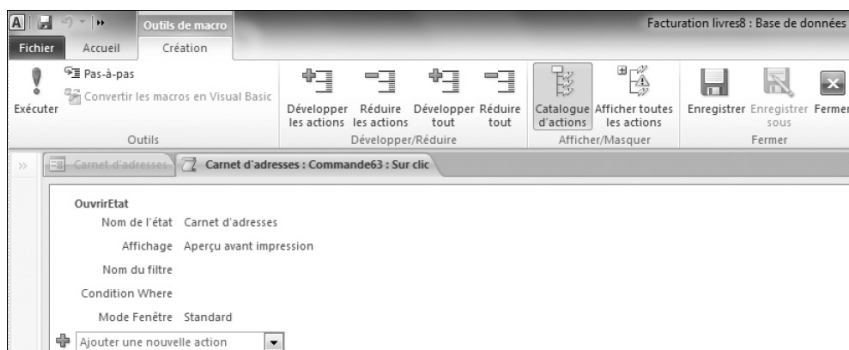 Outils de macro
Facturation livres8 : Base de données
Fichier Accueil Création
Exécuter
Pas-à-pas
Convertir les macros en Visual Basic
Outils
Développer les actions
Réduire les actions
Développer tout
Réduire tout
Développer/Réduire
Catalogue d'actions
Afficher toutes les actions
Afficher/Masquer
Enregistrer
Enregistrer sous
Fermer
Fermer
Carnet d'adresses
Carnet d'adresses : Commande63 : Sur clic
OuvrirEtat
Nom de l'état Carnet d'adresses
Affichage Aperçu avant impression
Nom du filtre
Condition Where
Mode Fenêtre Standard
Ajouter une nouvelle action